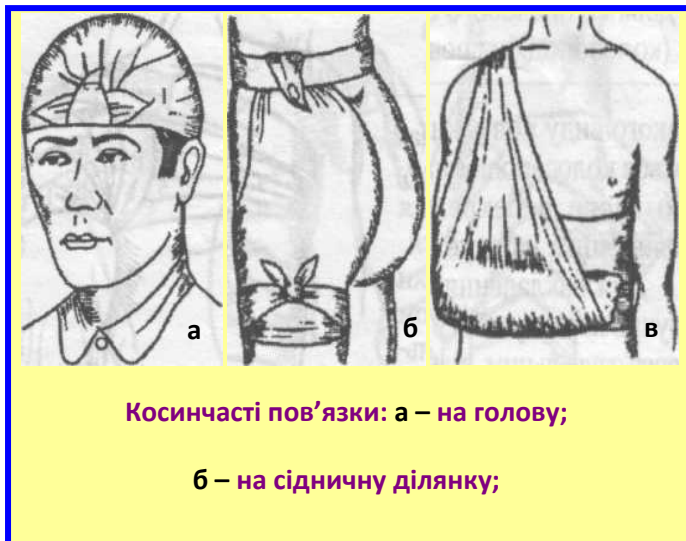 а
б
в
Косинчасті пов’язки: а – на голову;
б – на сідничну ділянку;